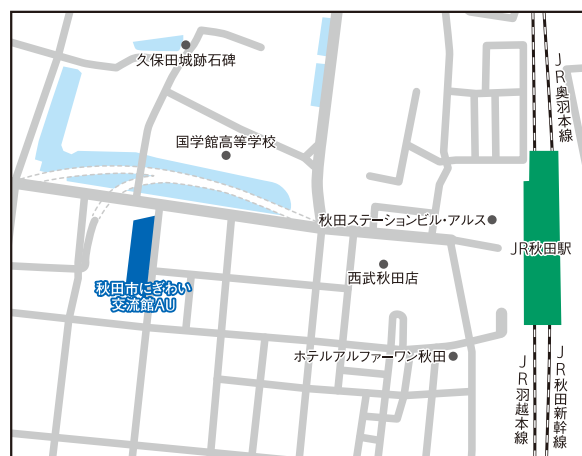 久保田城跡石碑
JR奥羽本線
国学館高等学校
秋田ステーションビル・アルス
JR秋田駅
西武秋田店
秋田市にぎわい
交流館AU
ホテルアルファーワン秋田
JR羽越本線
JR秋田新幹線